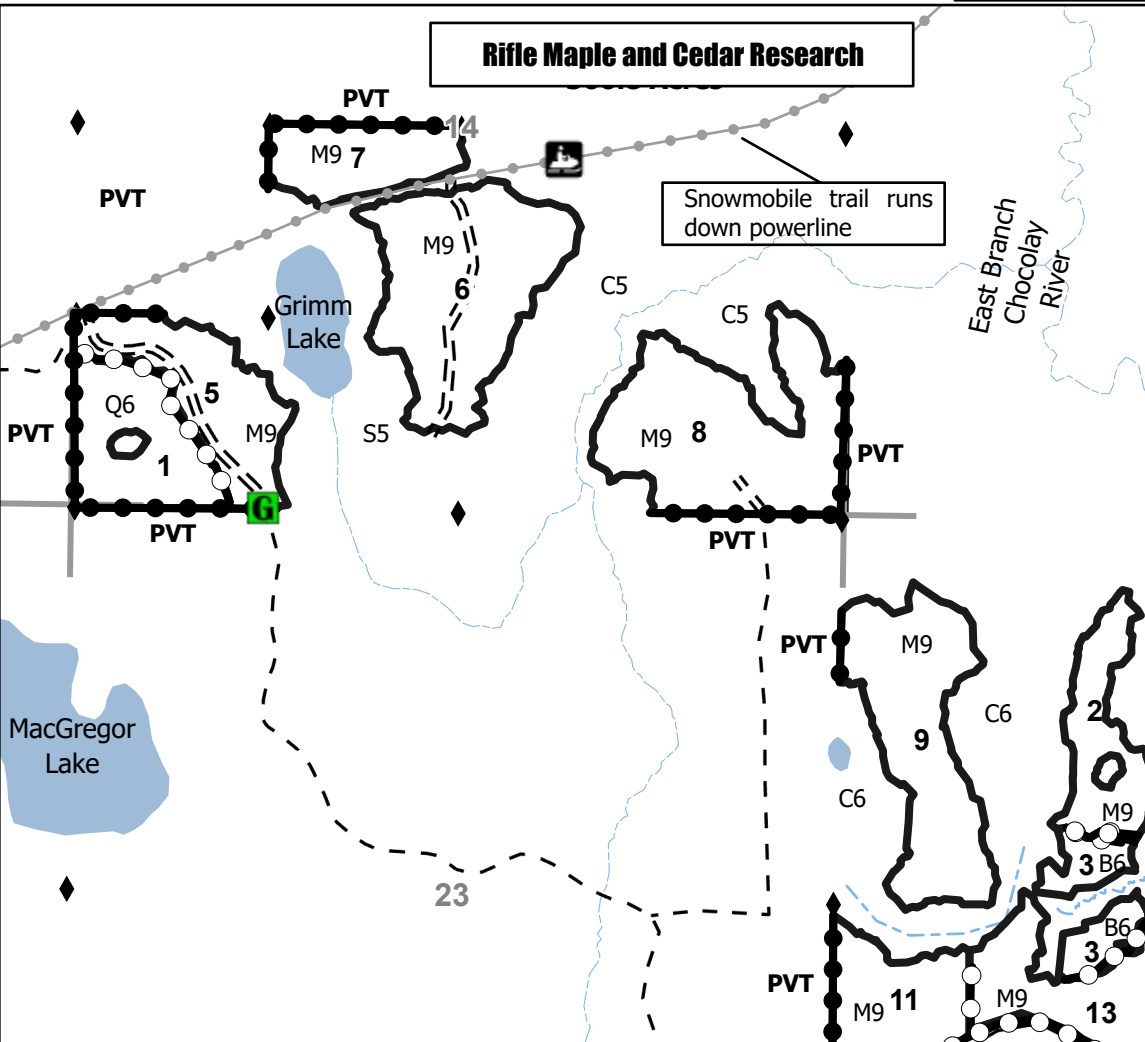 Rifle Maple and Cedar Research
PVT
14
M9 7
PVT
Snowmobile trail runs
down powerline
M9
6
C5
East Branch
Chocolay
River
Grimm
Lake
C5
5
Q6
PVT
M9
S5
M9 8
PVT
1
G
PVT
PVT
PVT
M9
2
C6
MacGregor
Lake
9
C6
M9
3 B6
23
B6
3
PVT
M9 11
M9
13